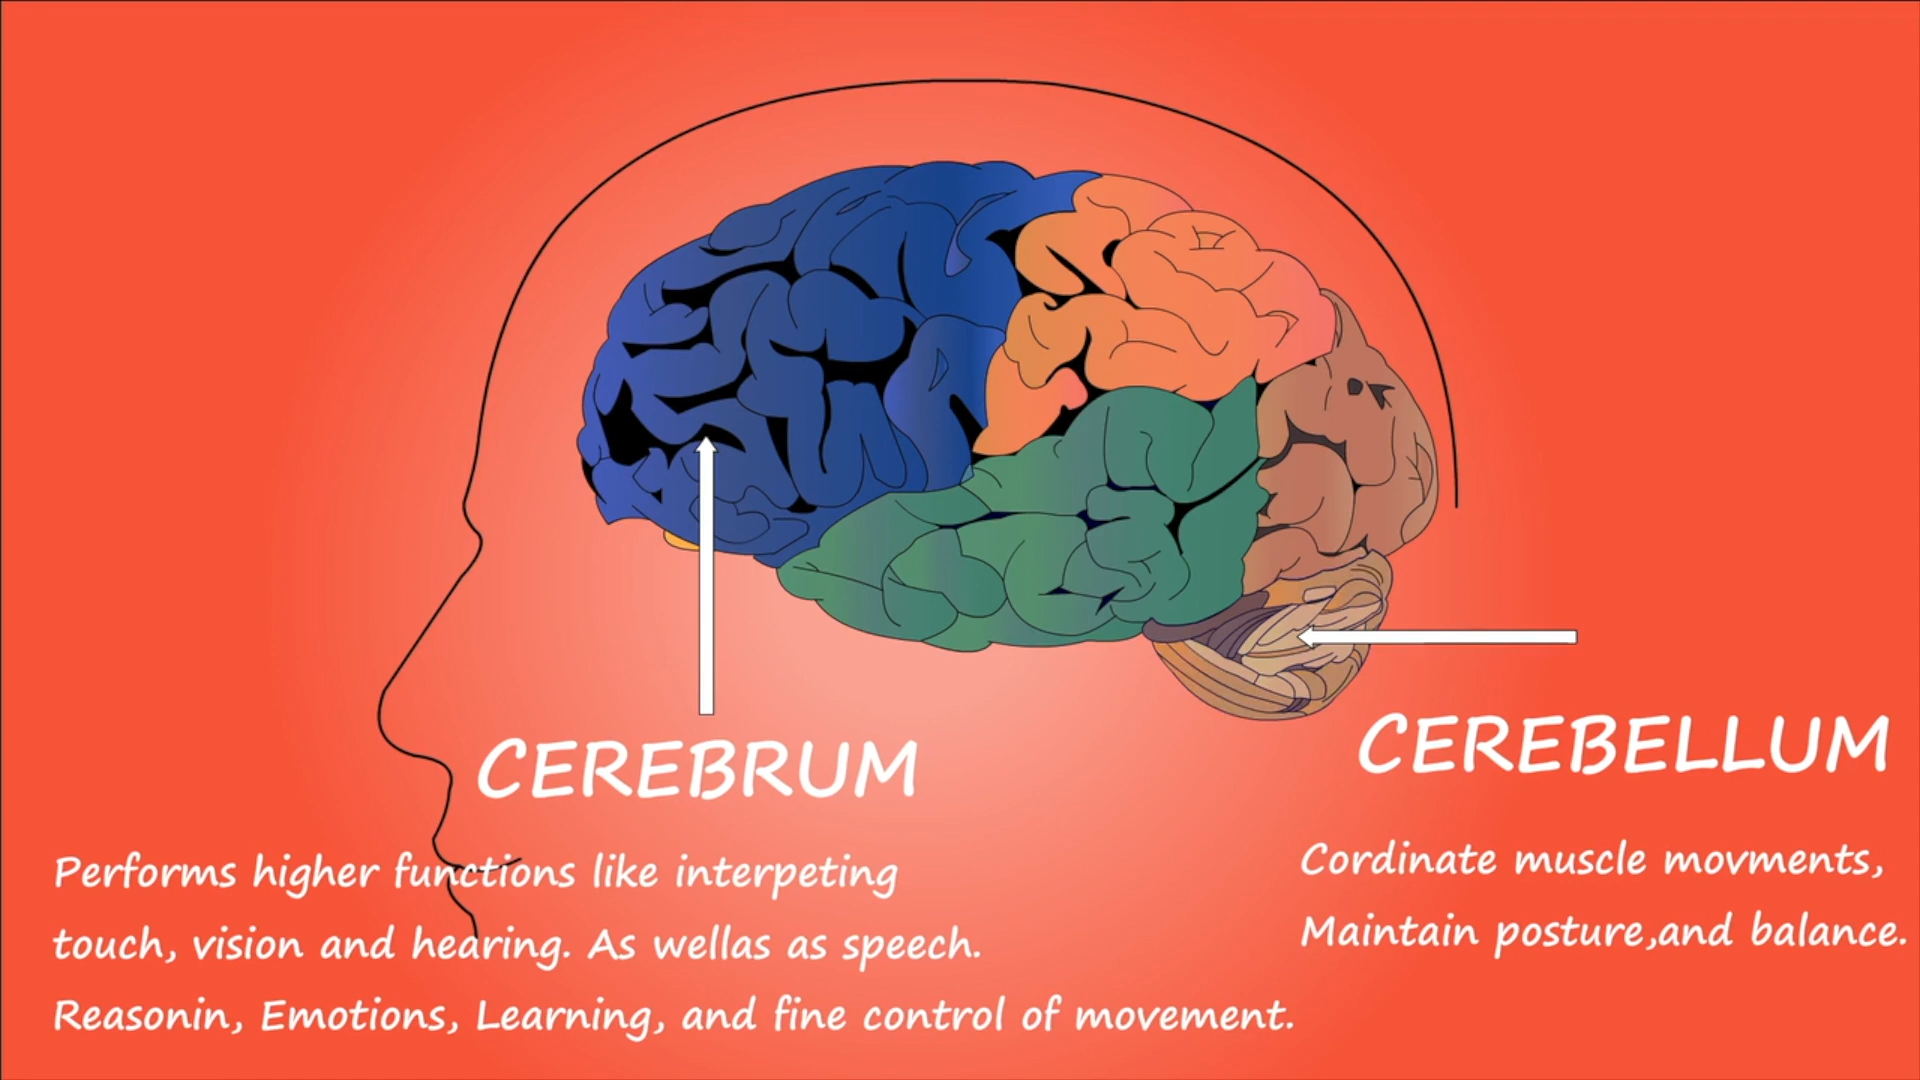 CEREBRUM
Performs higher functions like interpeting
touch, vision and hearing. As wellas as speech.
Reasonin, Emotions, Learning, and fine control of movement.
CEREBELLUM
Cordinate muscle movments,
Maintain posture,and balance.